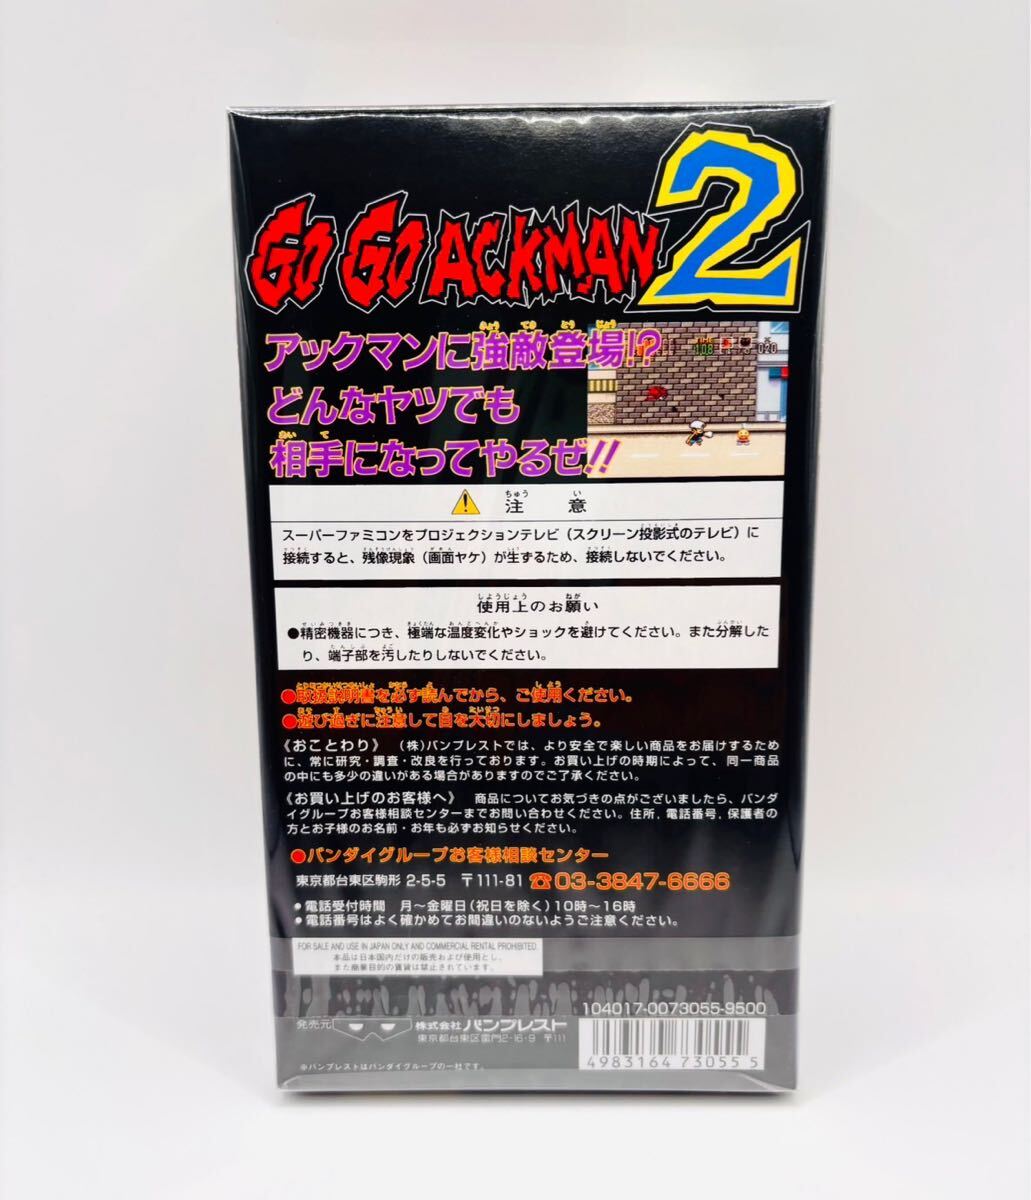 GO GO ACKMAN 2
アックマンに強敵登場!?
どんなヤツでも
相手になってやるぜ!!
108
020
注意
スーパーファミコンをプロジェクションテレビ(スクリーン投影式のテレビ)に
接続すると、残像現象(画面ヤケ)が生ずるため、接続しないでください。
使用上のお願い
●精密機器につき、極端な温度変化やショックを避けてください。また分解した
り、端子部を汚したりしないでください。
●取扱説明書を必ず読んでから、ご使用ください。
●遊び過ぎに注意して目を大切にしましょう。
《おことわり》 (株)バンプレストでは、より安全で楽しい商品をお届けするため
に、常に研究・調査・改良を行っております。お買い上げの時期によって、同一商品
の中にも多少の違いがある場合がありますのでご了承ください。
《お買い上げのお客様へ》 商品についてお気づきの点がございましたら、バンダ
イグループお客様相談センターまでお問い合わせください。住所,電話番号,保護者の
方とお子様のお名前・お年も必ずお知らせください。
●バンダイグループお客様相談センター
東京都台東区駒形 2-5-5 〒111-81 ☎03-3847-6666
●電話受付時間 月〜金曜日(祝日を除く)10時〜16時
●電話番号はよく確かめてお間違いのないようご注意ください。
FOR SALE AND USE IN JAPAN ONLY AND COMMERCIAL RENTAL PROHIBITED.
本品は日本国内だけの販売および使用とし、
また商業目的の賃貸は禁止されています。
104017-0073055-9500
発売元 株式会社バンプレスト
東京都台東区雷門2-16-9 〒111
4983164 73055 5
※バンプレストはバンダイグループの一社です。